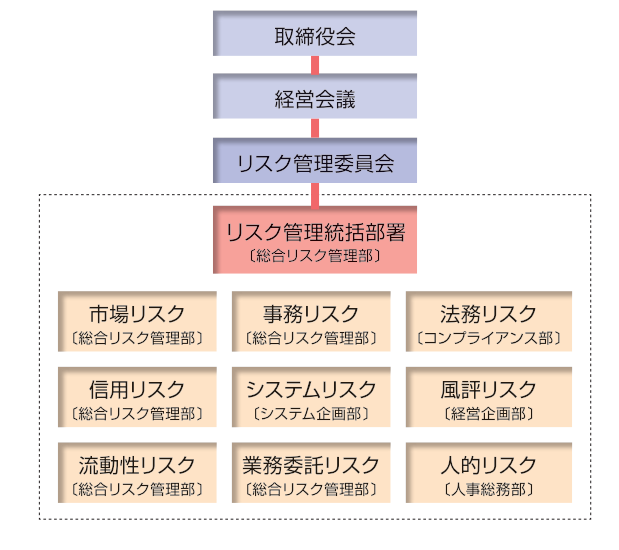 取締役会
経営会議
リスク管理委員会
リスク管理統括部署
〔総合リスク管理部〕
市場リスク
〔総合リスク管理部〕
事務リスク
〔総合リスク管理部〕
法務リスク
〔コンプライアンス部〕
信用リスク
〔総合リスク管理部〕
システムリスク
〔システム企画部〕
風評リスク
〔経営企画部〕
流動性リスク
〔総合リスク管理部〕
業務委託リスク
〔総合リスク管理部〕
人的リスク
〔人事総務部〕